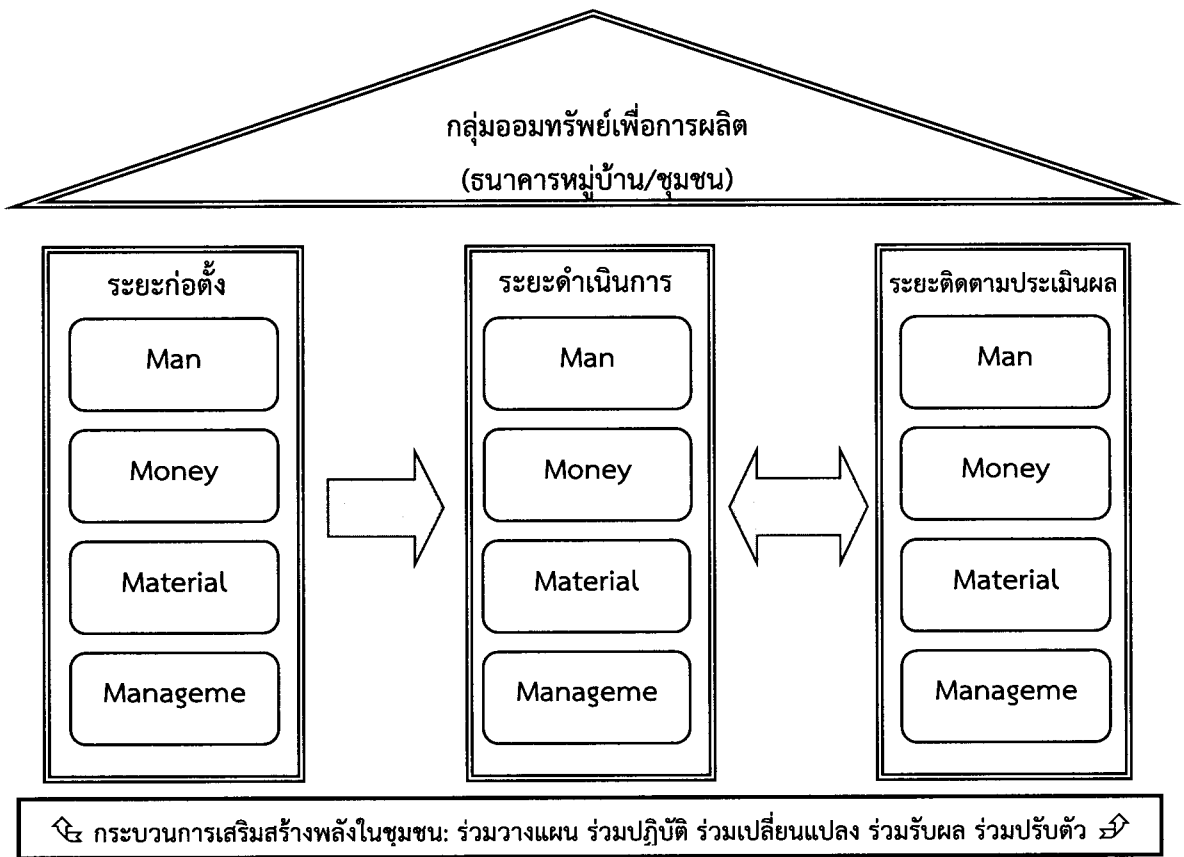 กลุ่มออมทรัพย์เพื่อการผลิต
(ธนาคารหมู่บ้าน/ชุมชน)
ระยะก่อตั้ง
Man
Money
Material
Manageme
ระยะดำเนินการ
Man
Money
Material
Manageme
ระยะติดตามประเมินผล
Man
Money
Material
Manageme
กระบวนการเสริมสร้างพลังในชุมชน: ร่วมวางแผน ร่วมปฏิบัติ ร่วมเปลี่ยนแปลง ร่วมรับผล ร่วมปรับตัว